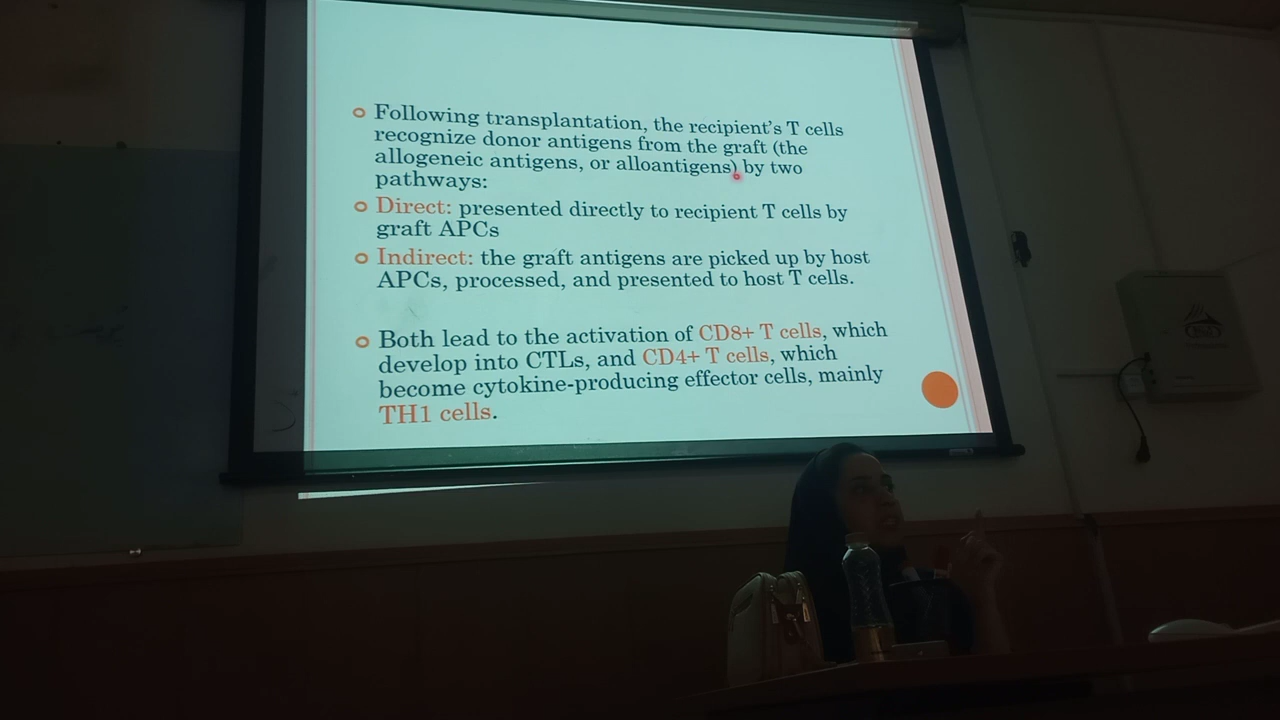 Following transplantation, the recipient's T cells
recognize donor antigens from the graft (the
allogeneic antigens, or alloantigens) by two
pathways:
Direct: presented directly to recipient T cells by
graft APCs
Indirect: the graft antigens are picked up by host
APCs, processed, and presented to host T cells.
Both lead to the activation of CD8+ T cells, which
develop into CTLs, and CD4+ T cells, which
become cytokine-producing effector cells, mainly
TH1 cells.